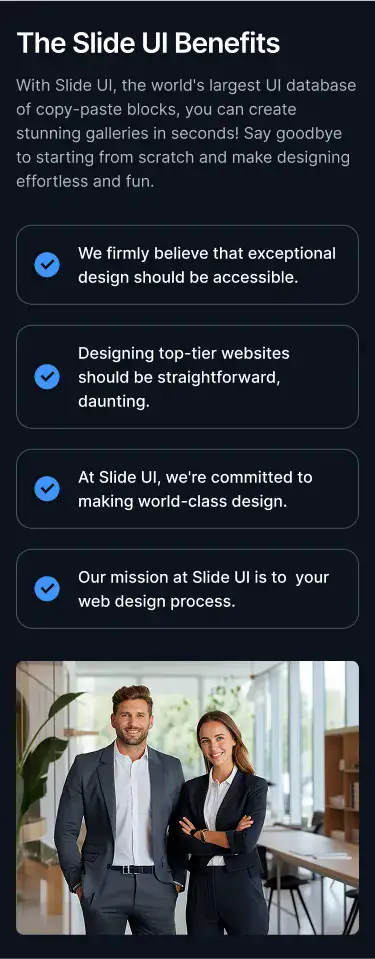 The Slide UI Benefits
With Slide UI, the world's largest UI database
of copy-paste blocks, you can create
stunning galleries in seconds! Say goodbye
to starting from scratch and make designing
effortless and fun.
We firmly believe that exceptional
design should be accessible.
Designing top-tier websites
should be straightforward,
daunting.
At Slide UI, we're committed to
making world-class design.
Our mission at Slide UI is to  your
web design process.